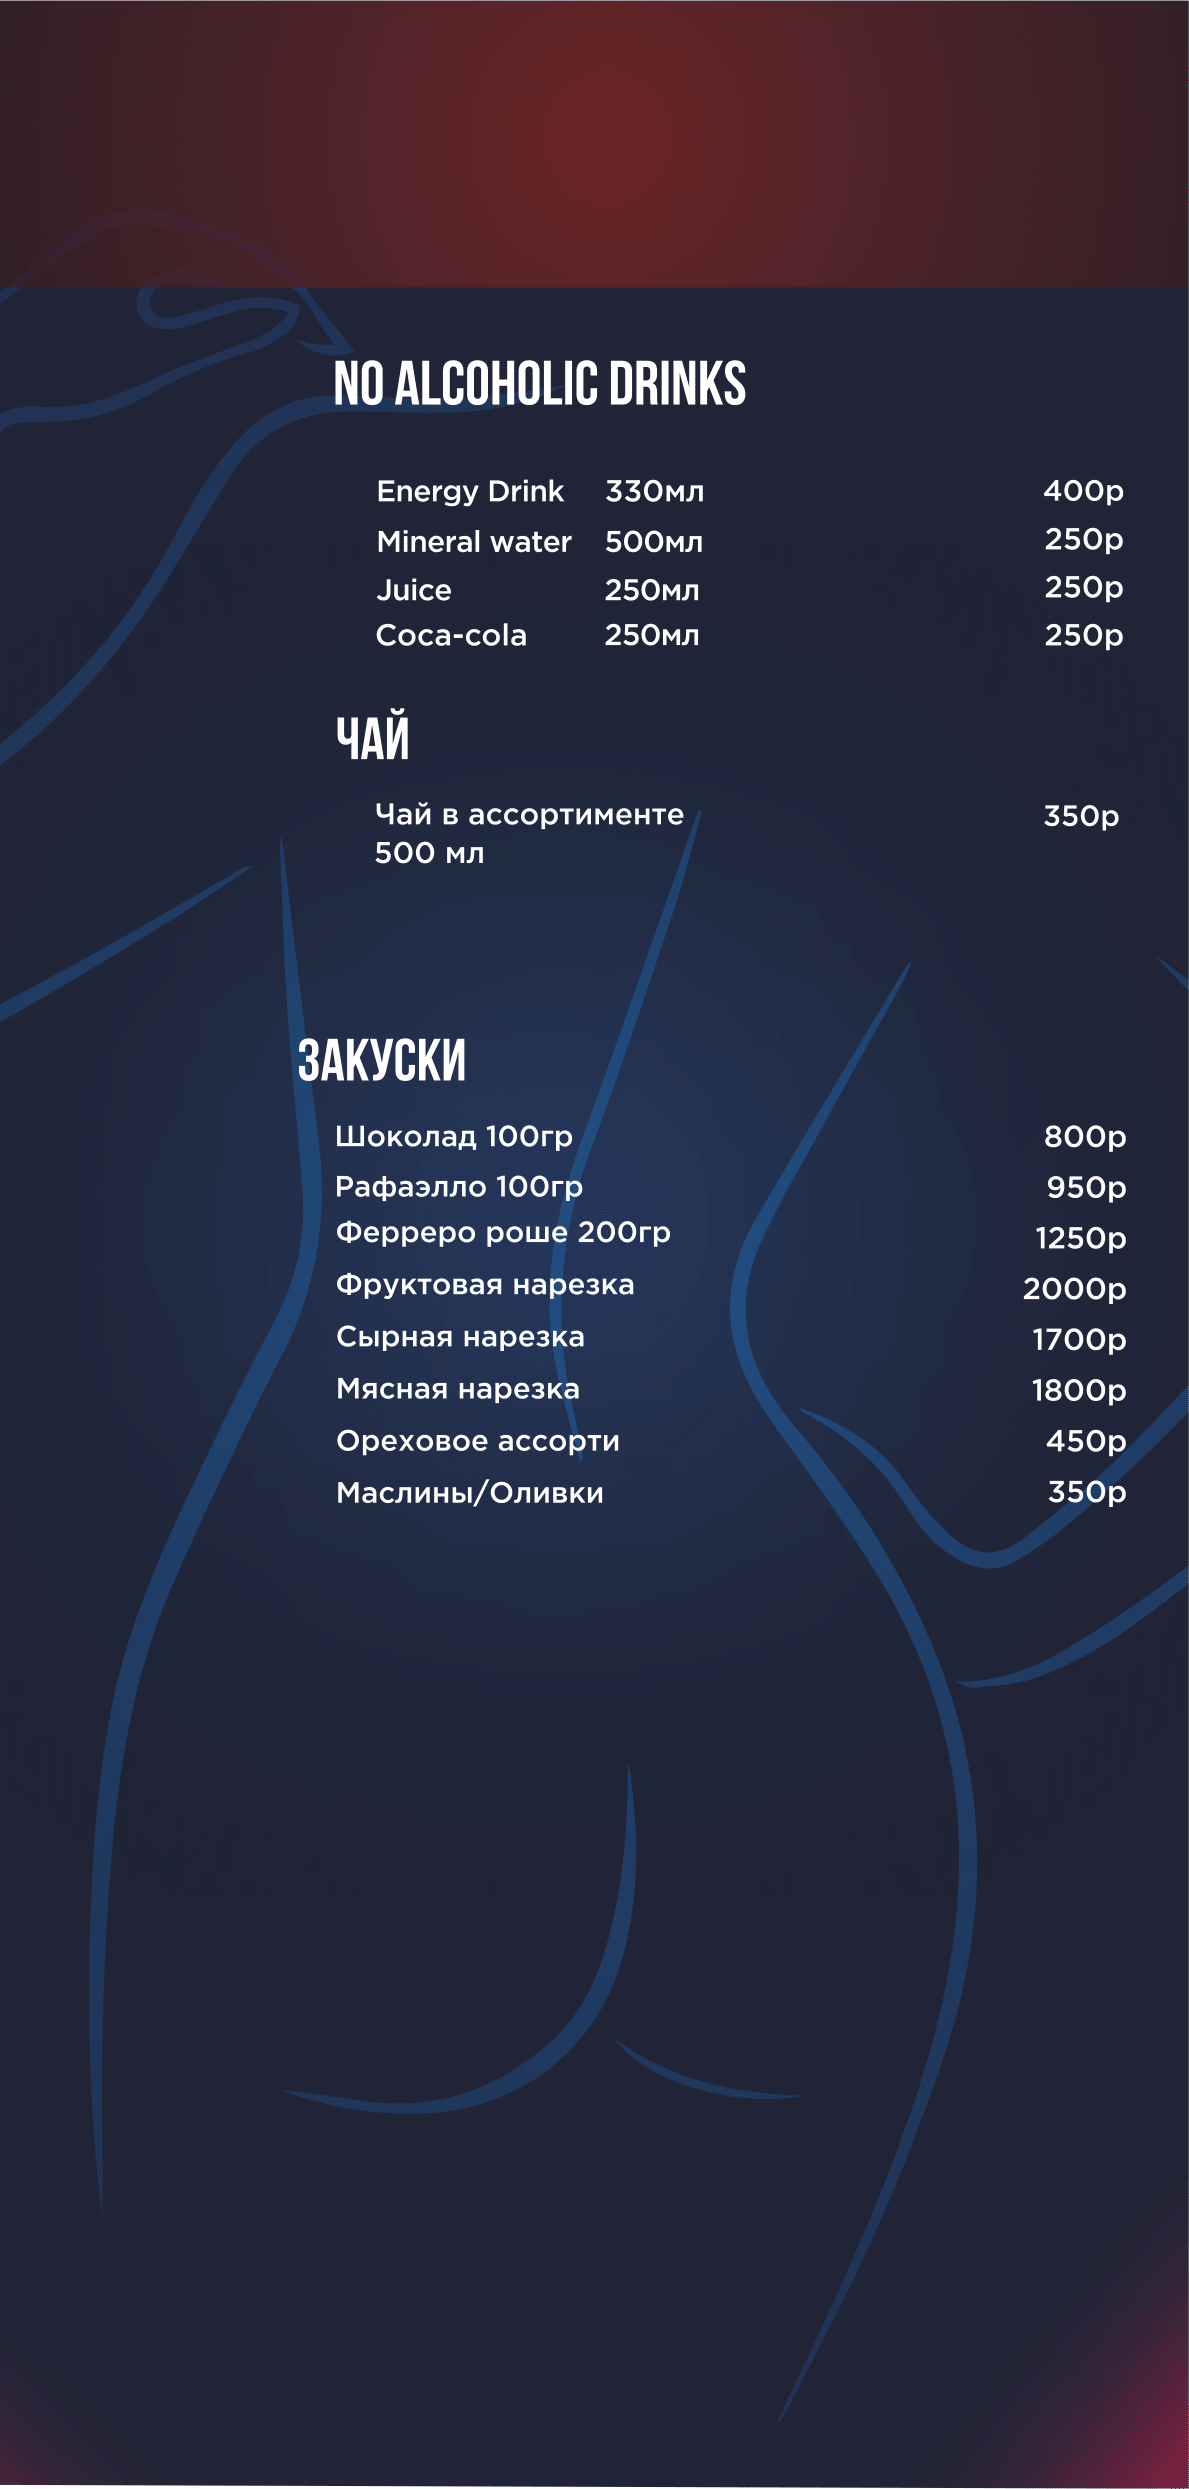 NO ALCOHOLIC DRINKS
Energy Drink 330мл 400р
Mineral water 500мл 250р
Juice 250мл 250р
Coca-cola 250мл 250р
ЧАЙ
Чай в ассортименте 350р
500 мл
ЗАКУСКИ
Шоколад 100гр 800р
Рафаэлло 100гр 950р
Ферреро роше 200гр 1250р
Фруктовая нарезка 2000р
Сырная нарезка 1700р
Мясная нарезка 1800р
Ореховое ассорти 450р
Маслины/Оливки 350р